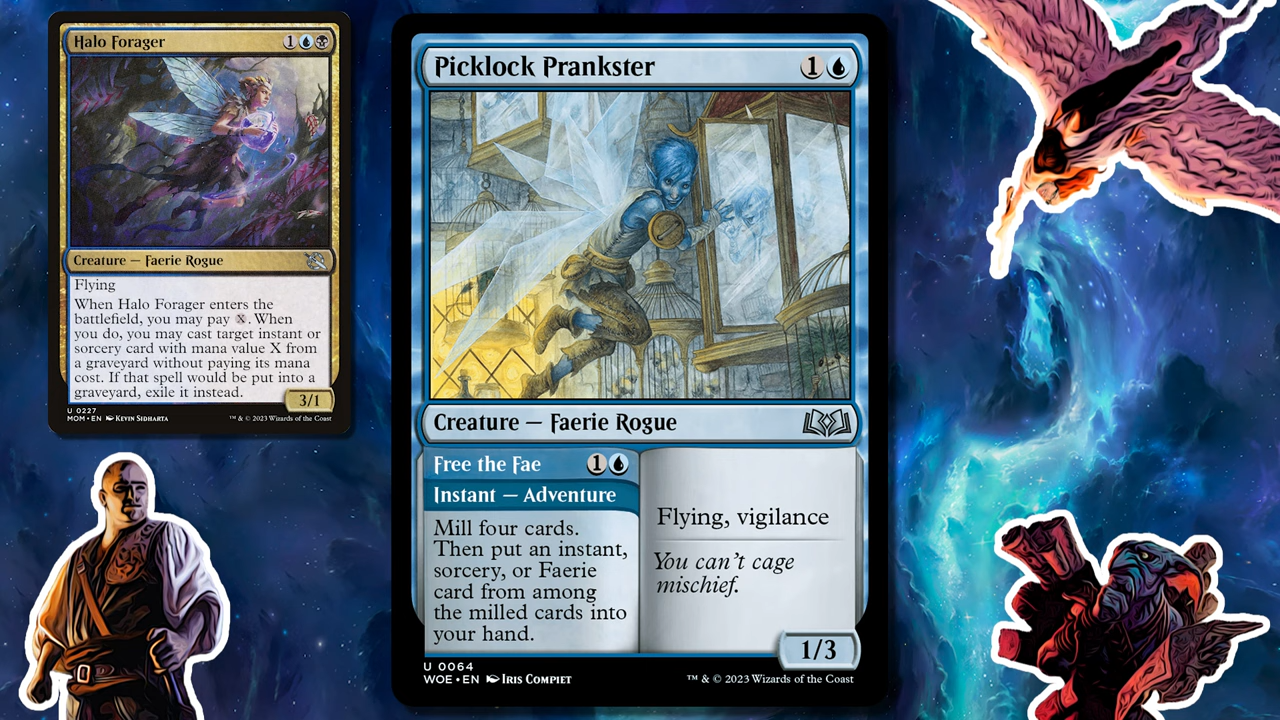 Halo Forager 1
Creature — Faerie Rogue
Flying
When Halo Forager enters the
battlefield, you may pay X. When
you do, you may cast target instant or
sorcery card with mana value X from
a graveyard without paying its mana
cost. If that spell would be put into a
graveyard, exile it instead.
3/1
U 0227
MOM • EN Kevin Sidharta
™ & © 2023 Wizards of the Coast
Picklock Prankster 1
Creature — Faerie Rogue
Free the Fae 1
Instant — Adventure
Mill four cards.
Then put an instant,
sorcery, or Faerie
card from among
the milled cards into
your hand.
Flying, vigilance
You can't cage
mischief.
1/3
U 0064
WOE • EN Iris Compiet
™ & © 2023 Wizards of the Coast